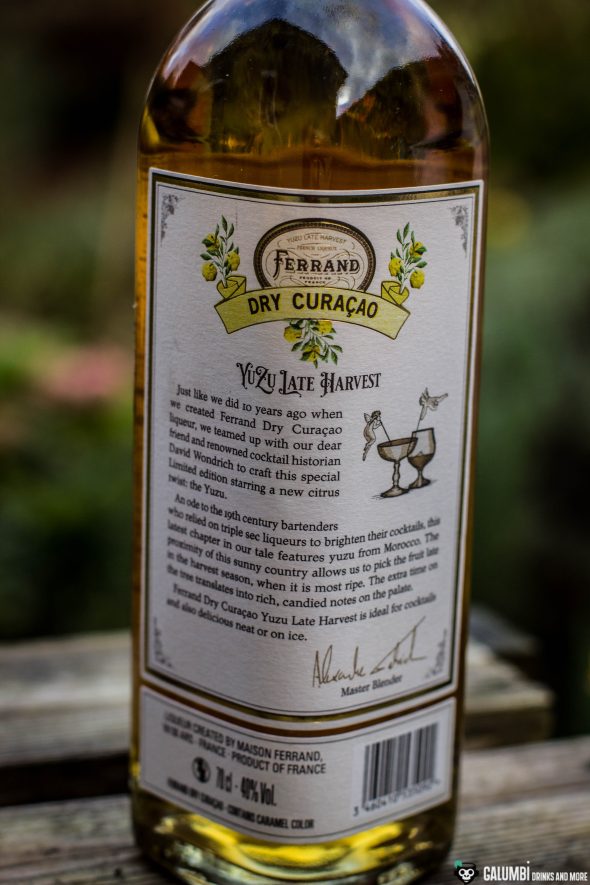 YUZU LATE HARVEST
FRENCH LIQUEUR
FERRAND
PRODUCT OF
FRANCE
DRY CURAÇAO
YUZU LATE HARVEST
Just like we did 10 years ago when
we created Ferrand Dry Curaçao
liqueur, we teamed up with our dear
friend and renowned cocktail historian
David Wondrich to craft this special
Limited edition starring a new citrus
twist: the Yuzu.
An ode to the 19th century bartenders
who relied on triple sec liqueurs to brighten their cocktails, this
latest chapter in our tale features yuzu from Morocco. The
proximity of this sunny country allows us to pick the fruit late
in the harvest season, when it is most ripe. The extra time on
the tree translates into rich, candied notes on the palate.
Ferrand Dry Curaçao Yuzu Late Harvest is ideal for cocktails
and also delicious neat or on ice.
Master Blender
LIQUEUR CREATED BY MAISON FERRAND,
ARS - FRANCE - PRODUCT OF FRANCE
70 cl - 40% Vol.
FERRAND DRY CURAÇAO - CONTAINS CARAMEL COLOR
GALUMBI DRINKS AND MORE